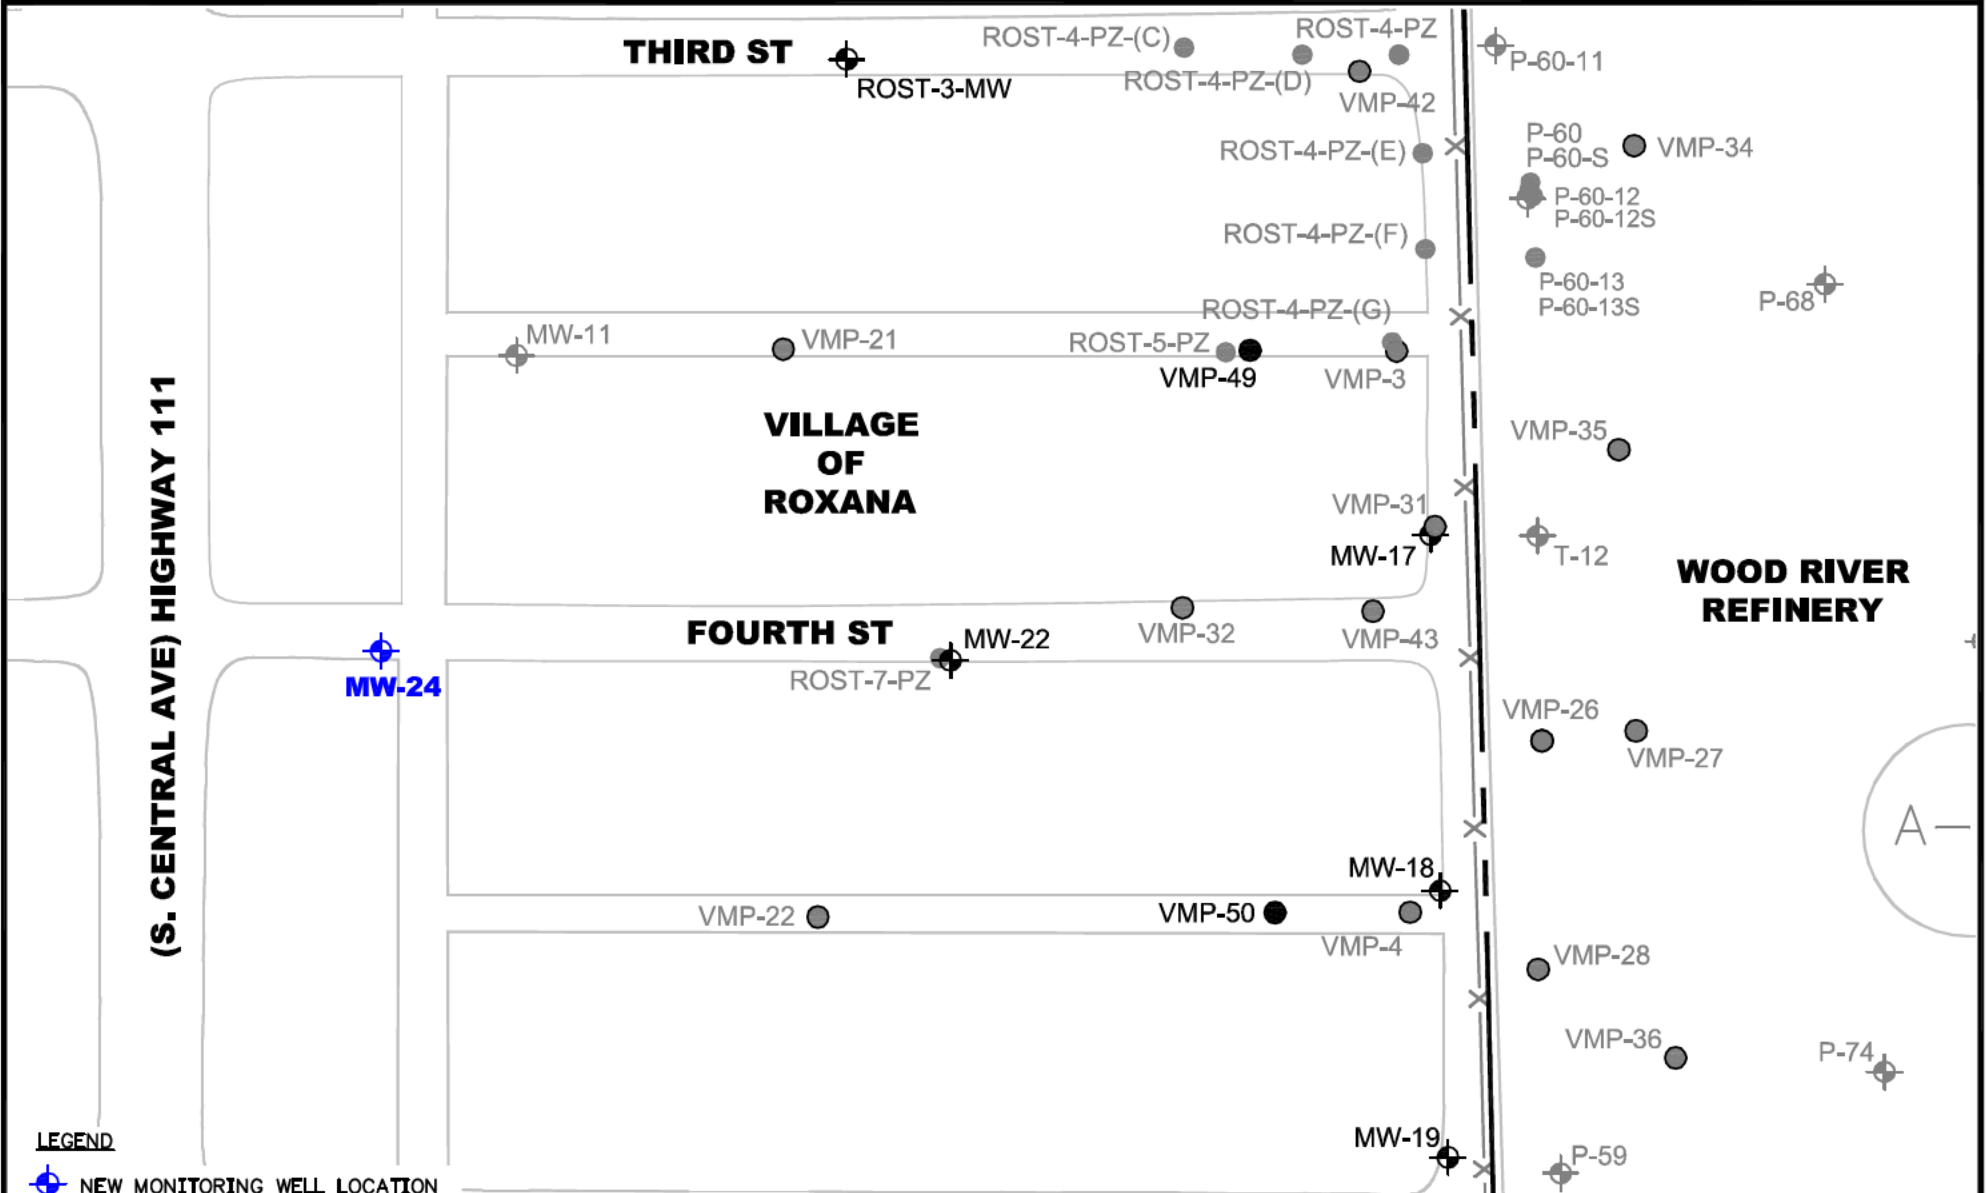 THIRD ST
ROST-3-MW
ROST-4-PZ-(C)
ROST-4-PZ
ROST-4-PZ-(D)
VMP-42
P-60-11
P-60
P-60-S
VMP-34
ROST-4-PZ-(E)
P-60-12
P-60-12S
ROST-4-PZ-(F)
P-60-13
P-60-13S
P-68
ROST-4-PZ-(G)
MW-11
VMP-21
ROST-5-PZ
VMP-49
VMP-3
(S. CENTRAL AVE) HIGHWAY 111
VILLAGE
OF
ROXANA
VMP-35
VMP-31
MW-17
T-12
WOOD RIVER
REFINERY
FOURTH ST
MW-22
VMP-32
VMP-43
MW-24
ROST-7-PZ
VMP-26
VMP-27
A-
MW-18
VMP-22
VMP-50
VMP-4
VMP-28
VMP-36
P-74
MW-19
P-59
LEGEND
NEW MONITORING WELL LOCATION